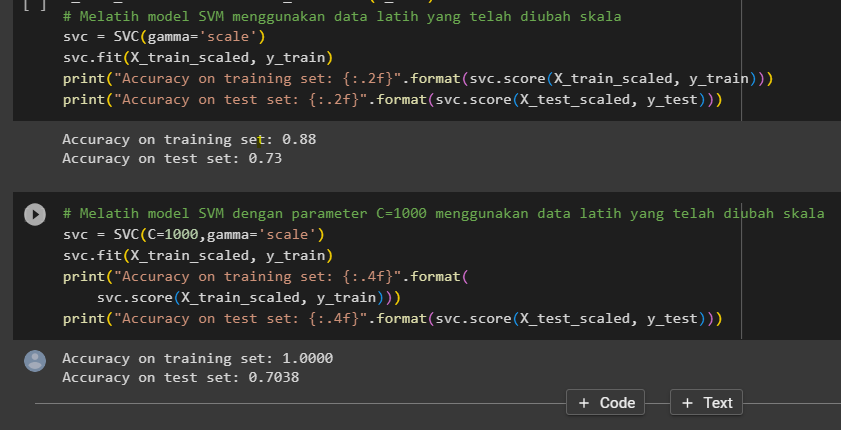 [ ]
# Melatih model SVM menggunakan data latih yang telah diubah skala
svc = SVC(gamma='scale')
svc.fit(X_train_scaled, y_train)
print("Accuracy on training set: {:.2f}".format(svc.score(X_train_scaled, y_train)))
print("Accuracy on test set: {:.2f}".format(svc.score(X_test_scaled, y_test)))
Accuracy on training set: 0.88
Accuracy on test set: 0.73
# Melatih model SVM dengan parameter C=1000 menggunakan data latih yang telah diubah skala
svc = SVC(C=1000,gamma='scale')
svc.fit(X_train_scaled, y_train)
print("Accuracy on training set: {:.4f}".format(
    svc.score(X_train_scaled, y_train)))
print("Accuracy on test set: {:.4f}".format(svc.score(X_test_scaled, y_test)))
Accuracy on training set: 1.0000
Accuracy on test set: 0.7038
+ Code + Text